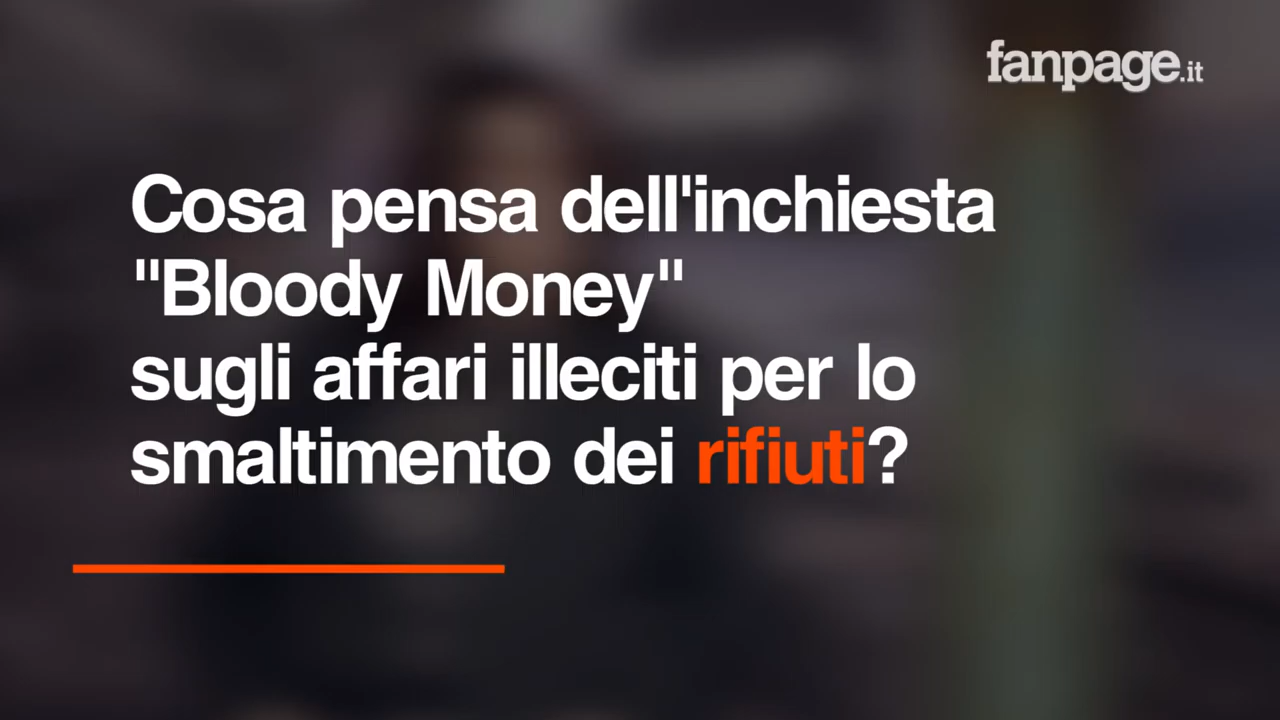 fanpage.it
Cosa pensa dell'inchiesta
"Bloody Money"
sugli affari illeciti per lo
smaltimento dei rifiuti?